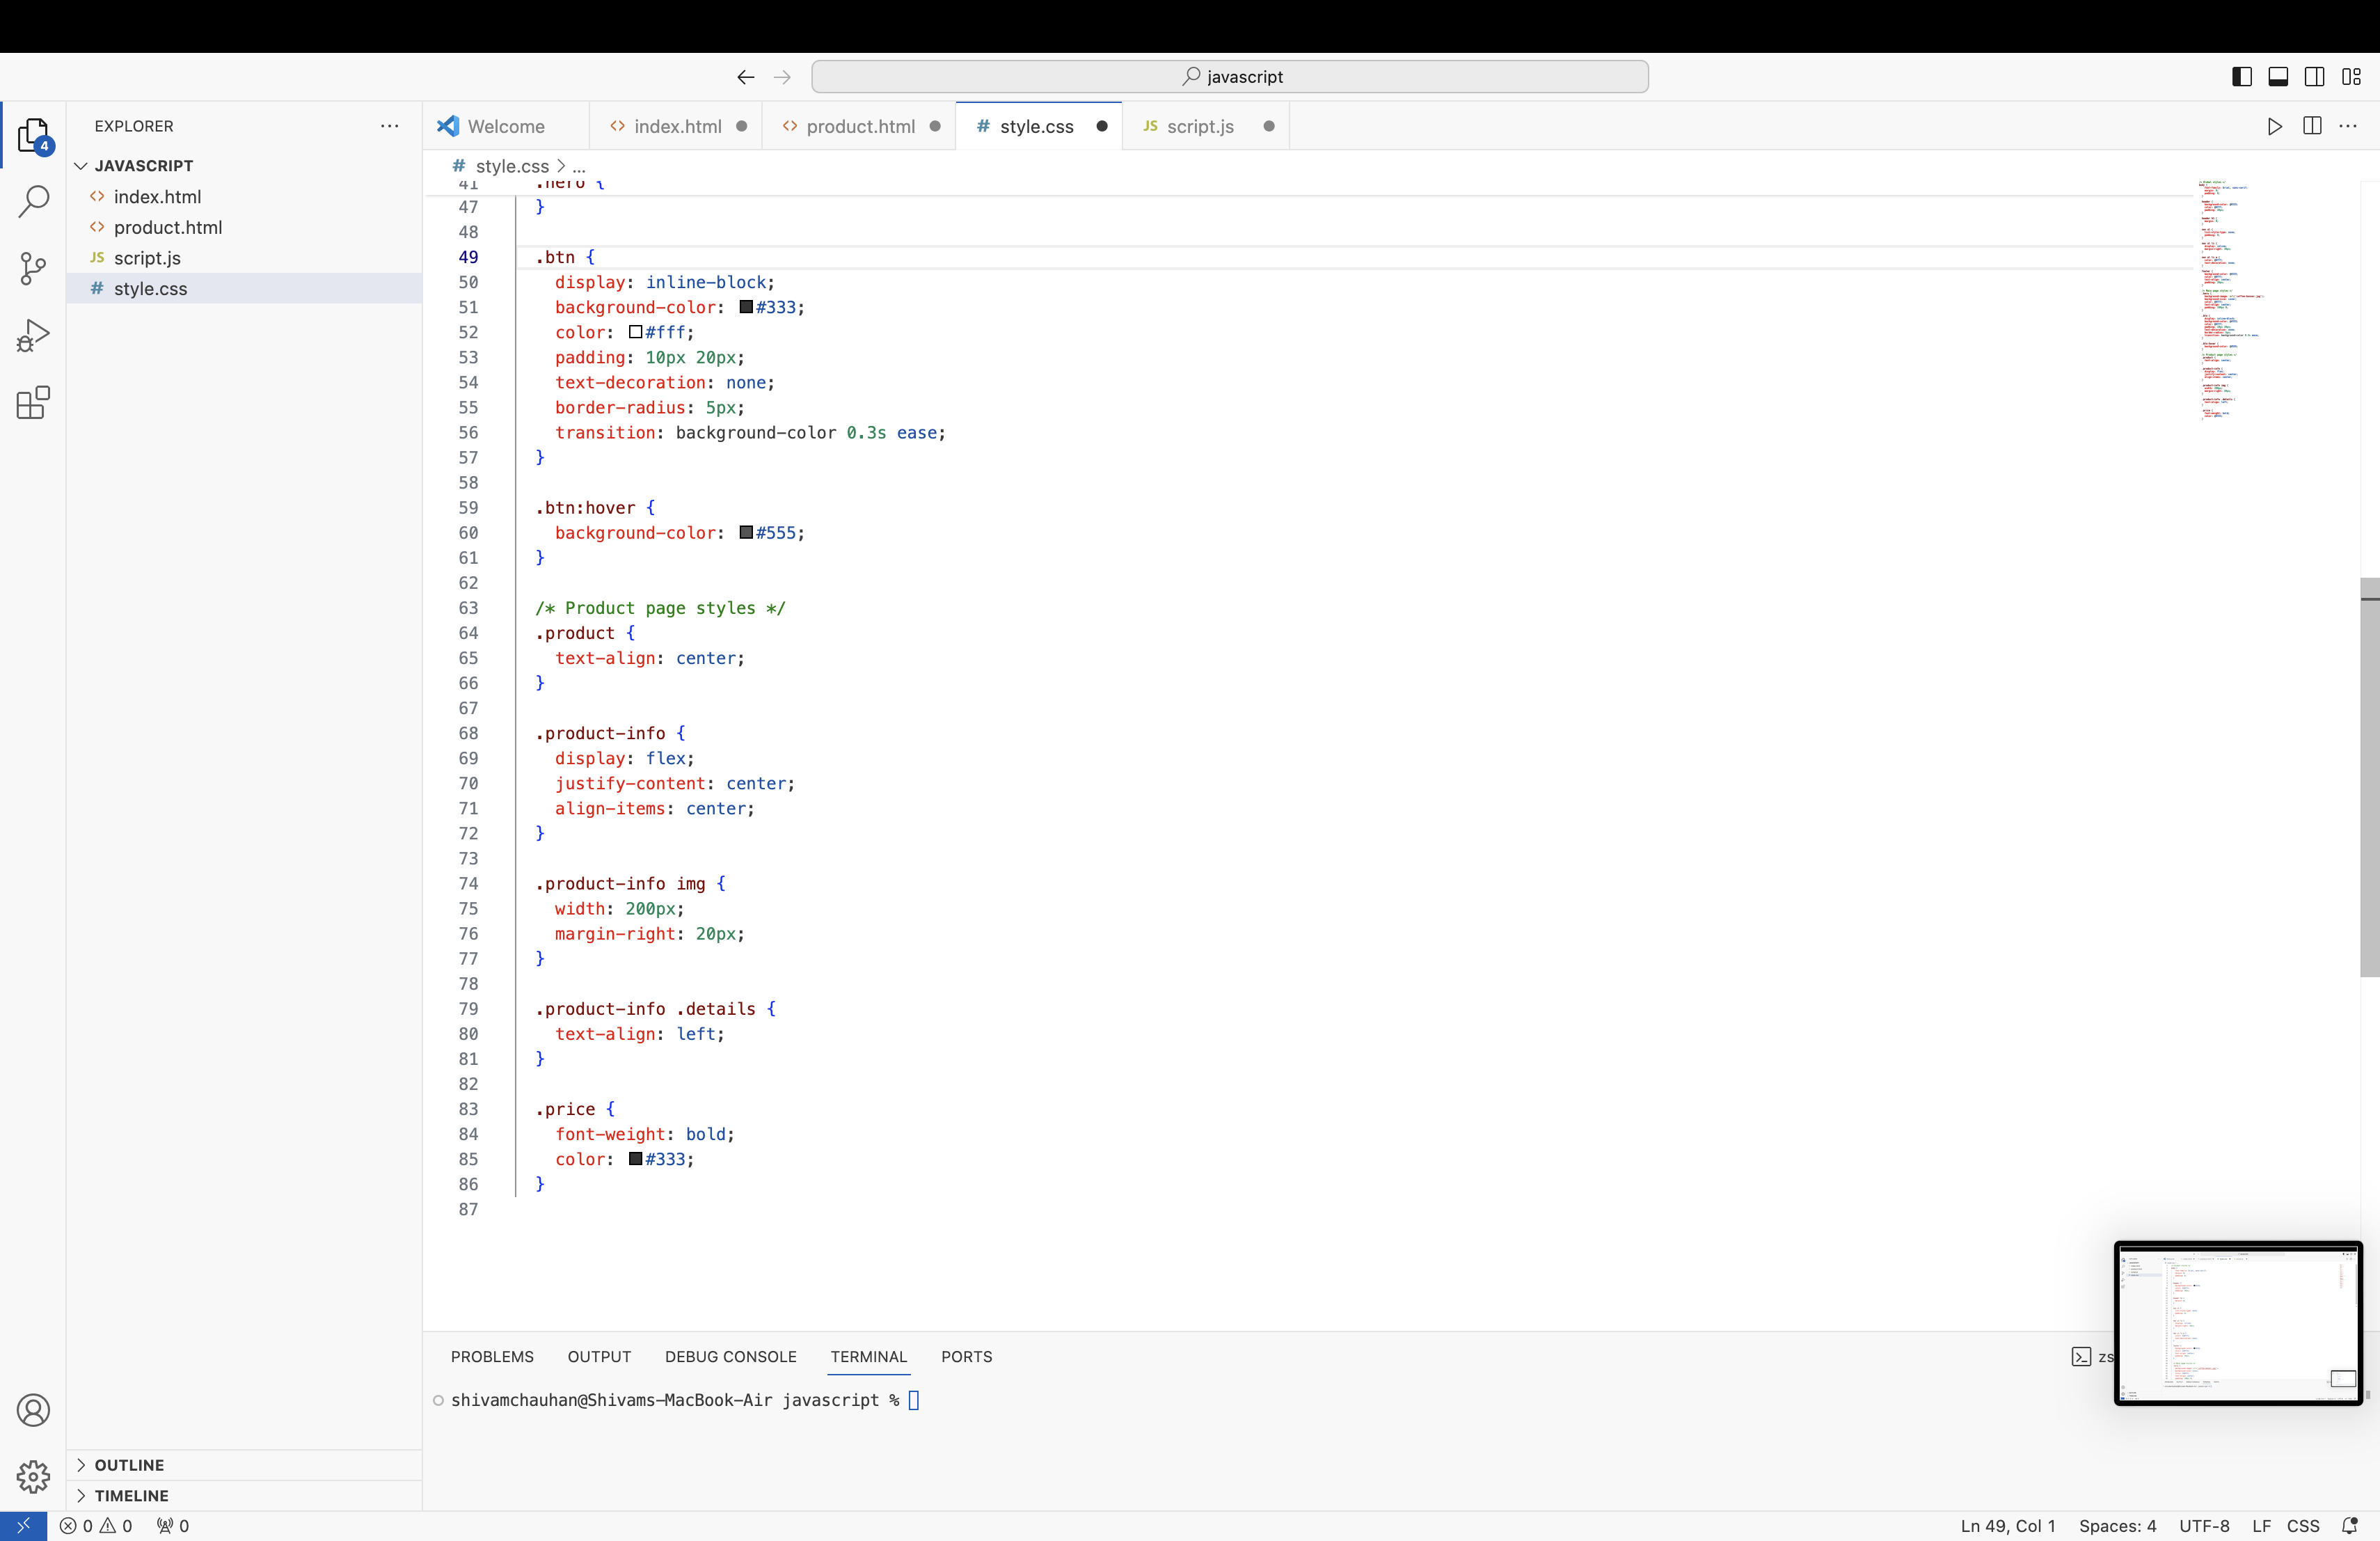 javascript
EXPLORER
Welcome
index.html
product.html
# style.css
JS script.js
4
JAVASCRIPT
index.html
product.html
JS script.js
# style.css
# style.css > ...
41 .hero {
47 }
48
49 .btn {
50 display: inline-block;
51 background-color: #333;
52 color: #fff;
53 padding: 10px 20px;
54 text-decoration: none;
55 border-radius: 5px;
56 transition: background-color 0.3s ease;
57 }
58
59 .btn:hover {
60 background-color: #555;
61 }
62
63 /* Product page styles */
64 .product {
65 text-align: center;
66 }
67
68 .product-info {
69 display: flex;
70 justify-content: center;
71 align-items: center;
72 }
73
74 .product-info img {
75 width: 200px;
76 margin-right: 20px;
77 }
78
79 .product-info .details {
80 text-align: left;
81 }
82
83 .price {
84 font-weight: bold;
85 color: #333;
86 }
87
PROBLEMS OUTPUT DEBUG CONSOLE TERMINAL PORTS
zs
shivamchauhan@Shivams-MacBook-Air javascript %
OUTLINE
TIMELINE
0 0 0
Ln 49, Col 1 Spaces: 4 UTF-8 LF CSS